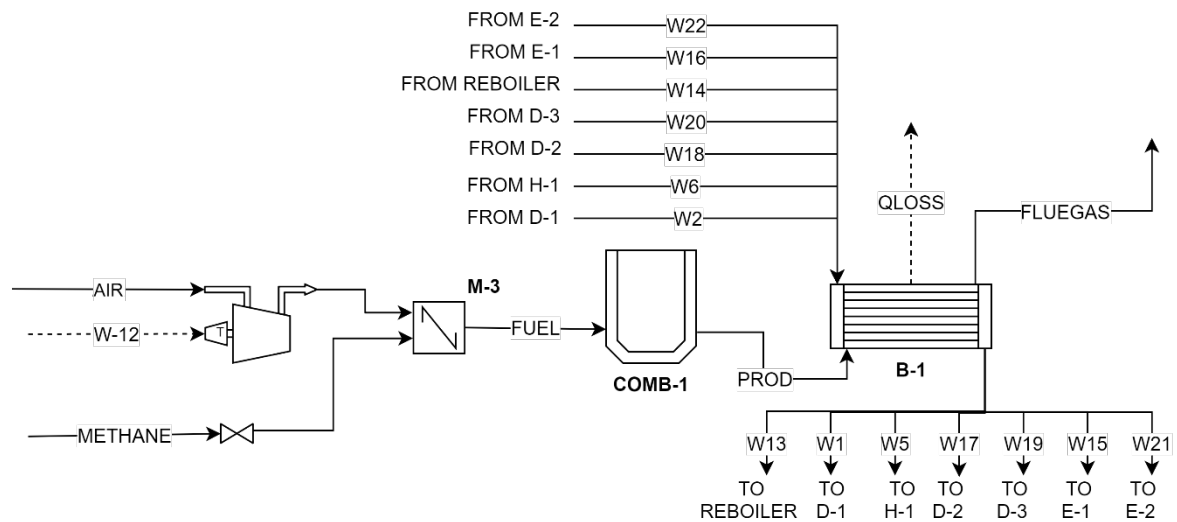 FROM E-2 W22
FROM E-1 W16
FROM REBOILER W14
FROM D-3 W20
FROM D-2 W18
FROM H-1 W6
FROM D-1 W2
QLOSS
FLUEGAS
AIR
M-3
W-12
T
FUEL
COMB-1
PROD
B-1
METHANE
W13 W1 W5 W17 W19 W15 W21
TO TO TO TO TO TO TO
REBOILER D-1 H-1 D-2 D-3 E-1 E-2